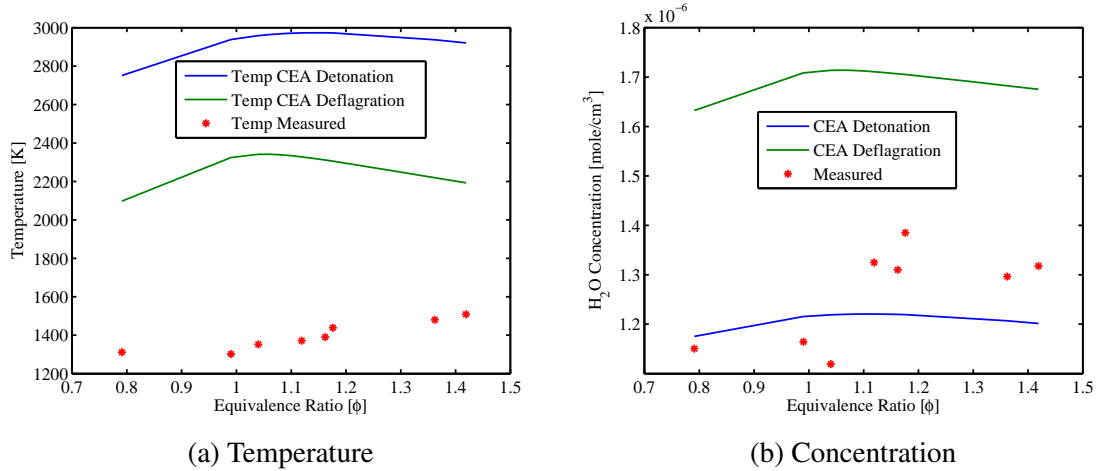 3000
2800
2600
2400
2200
2000
1800
1600
1400
1200
Temperature [K]
Temp CEA Detonation
Temp CEA Deflagration
Temp Measured
0.7 0.8 0.9 1 1.1 1.2 1.3 1.4 1.5
Equivalence Ratio [ϕ]
(a) Temperature
x 10⁻⁶
1.8
1.7
1.6
1.5
1.4
1.3
1.2
H₂O Concentration [mole/cm³]
CEA Detonation
CEA Deflagration
Measured
0.7 0.8 0.9 1 1.1 1.2 1.3 1.4 1.5
Equivalence Ratio [ϕ]
(b) Concentration